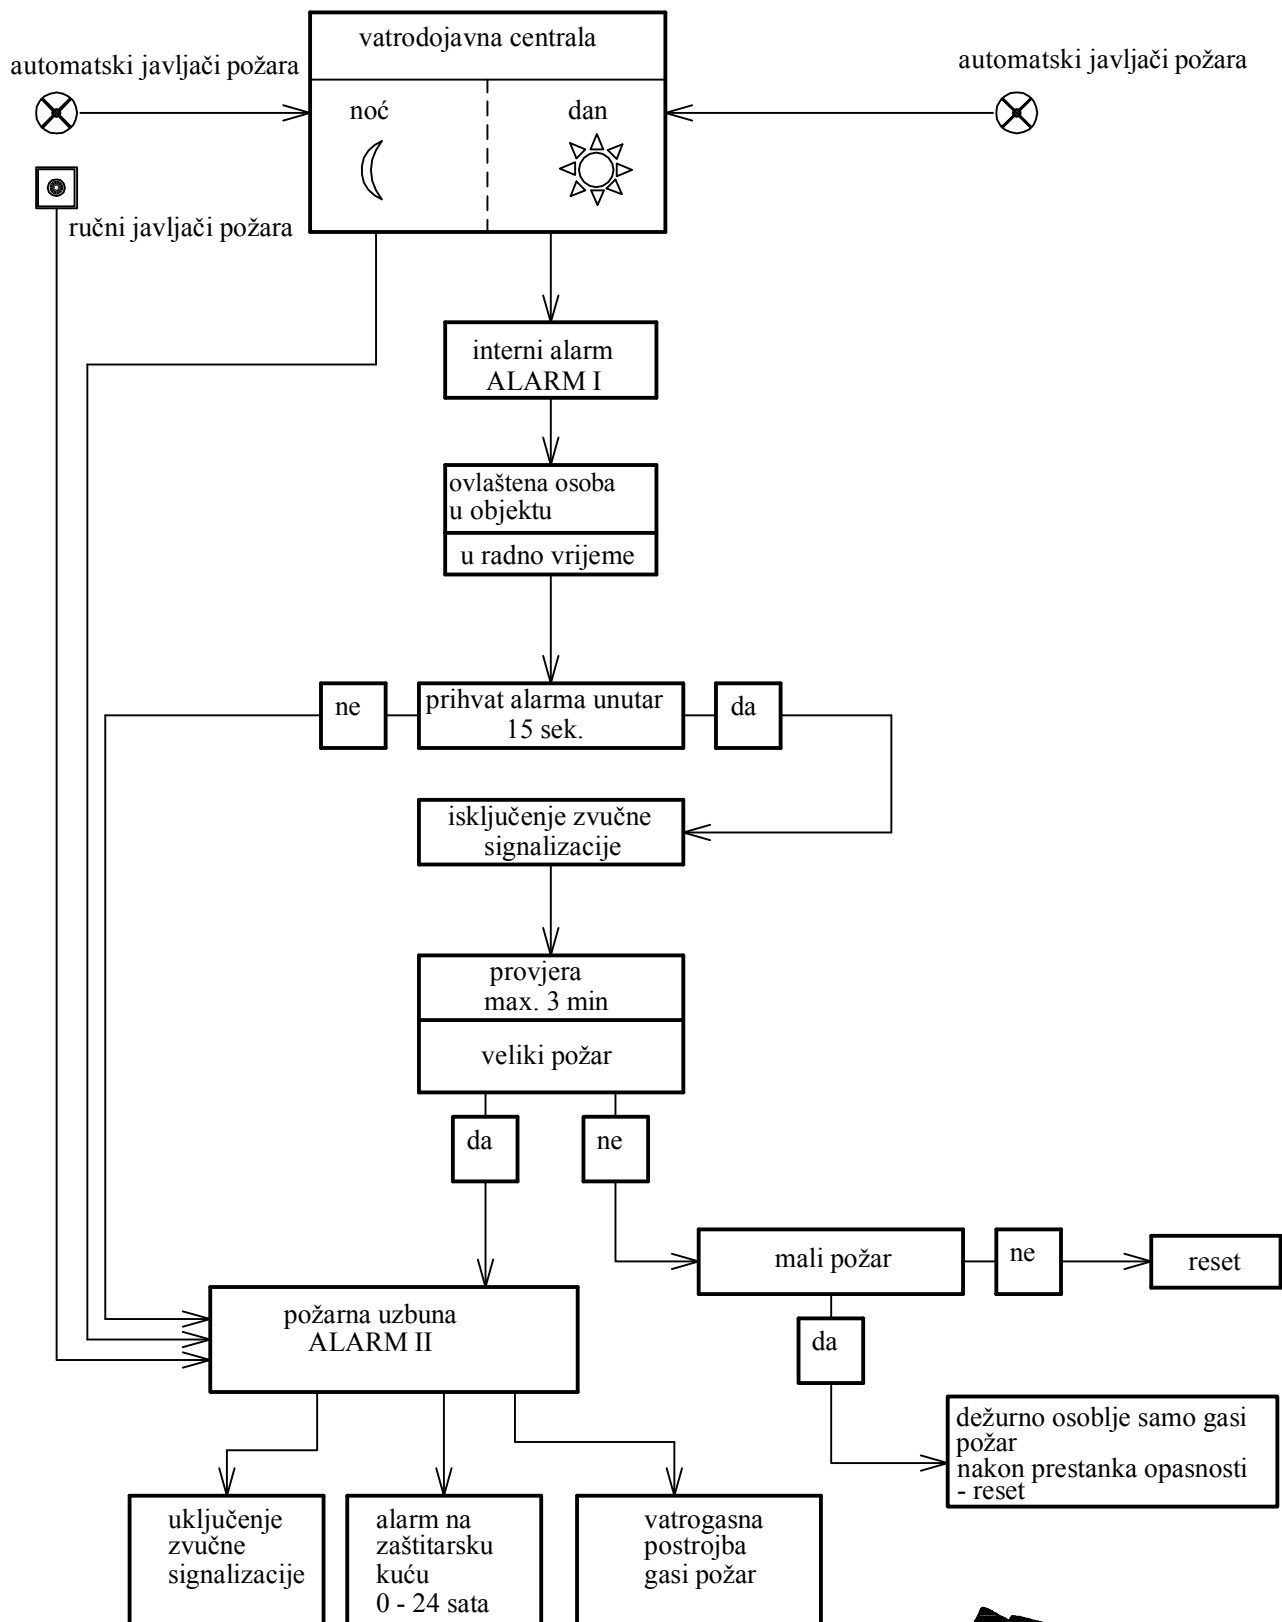 vatrodojavna centrala
automatski javljači požara
automatski javljači požara
noć
dan
ručni javljači požara
interni alarm
ALARM I
ovlaštena osoba
u objektu
u radno vrijeme
ne
prihvat alarma unutar
15 sek.
da
isključenje zvučne
signalizacije
provjera
max. 3 min
veliki požar
da
ne
mali požar
ne
reset
požarna uzbuna
ALARM II
da
dežurno osoblje samo gasi
požar
nakon prestanka opasnosti
- reset
uključenje
zvučne
signalizacije
alarm na
zaštitarsku
kuću
0 - 24 sata
vatrogasna
postrojba
gasi požar